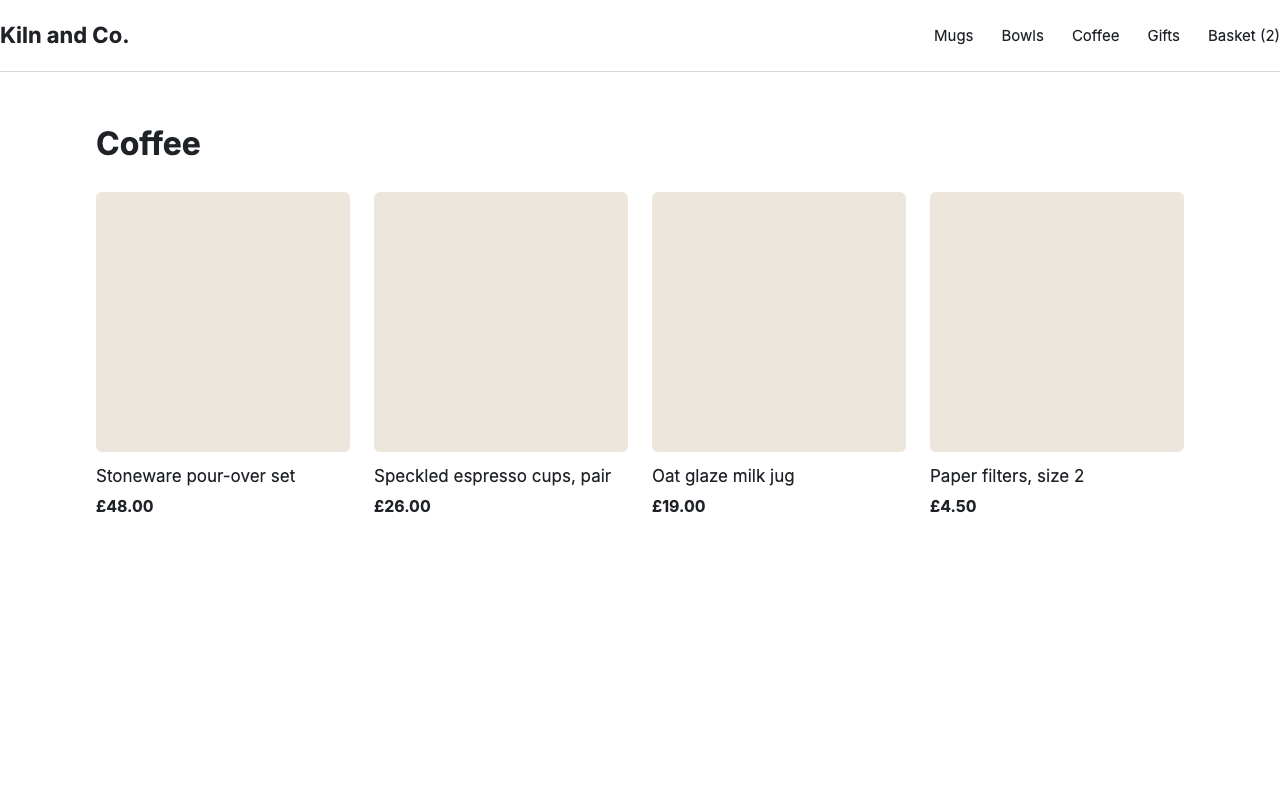 Kiln and Co.
Mugs Bowls Coffee Gifts Basket (2)
Coffee
Stoneware pour-over set
£48.00
Speckled espresso cups, pair
£26.00
Oat glaze milk jug
£19.00
Paper filters, size 2
£4.50